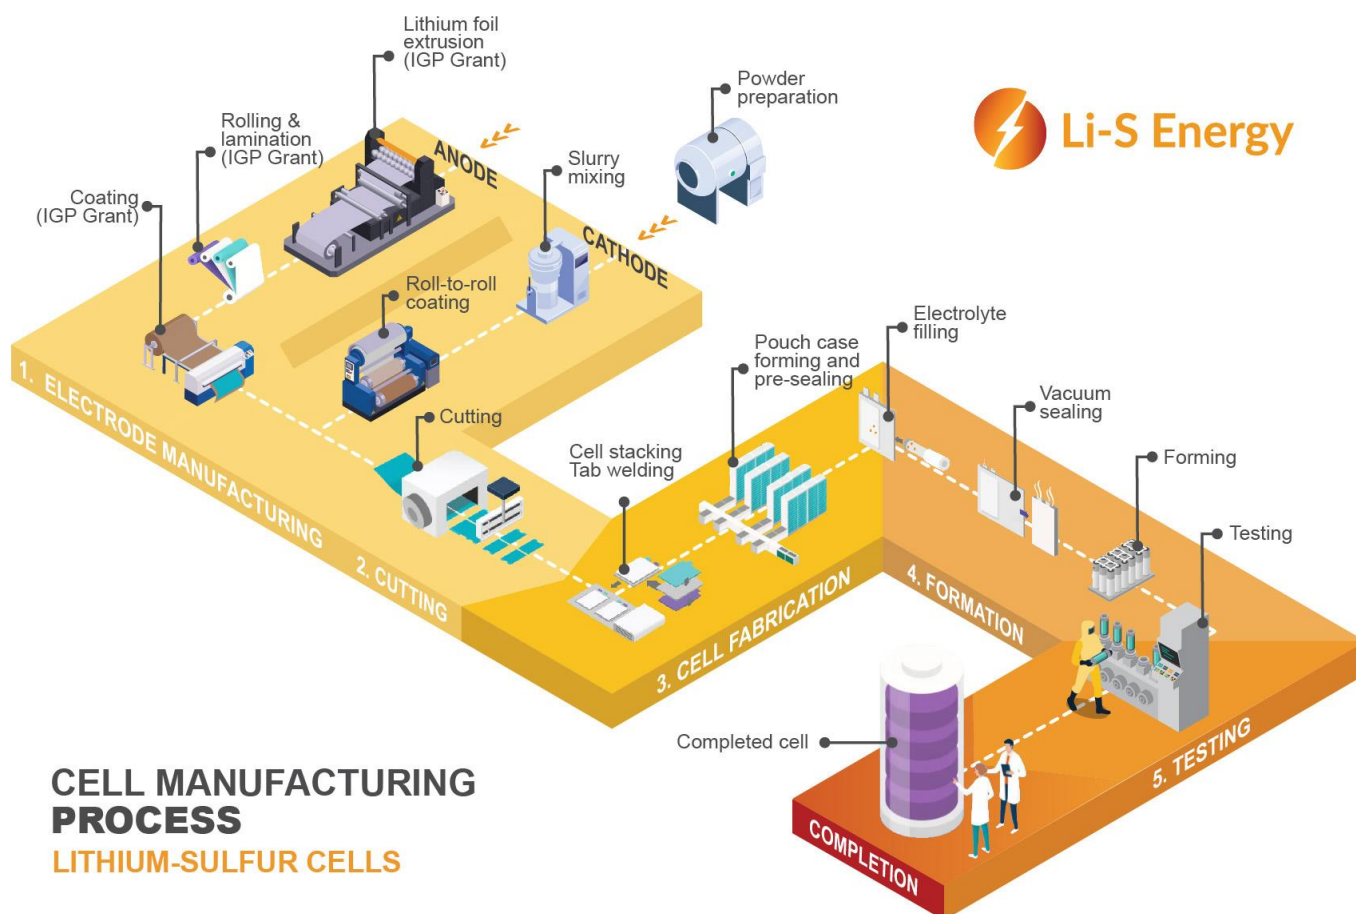 Lithium foil
extrusion
(IGP Grant)
Rolling &
lamination
(IGP Grant)
Coating
(IGP Grant)
ANODE
Powder
preparation
Slurry
mixing
CATHODE
Roll-to-roll
coating
Li-S Energy
1. ELECTRODE MANUFACTURING
Cutting
2. CUTTING
Cell stacking
Tab welding
Pouch case
forming and
pre-sealing
3. CELL FABRICATION
Electrolyte
filling
Vacuum
sealing
Forming
4. FORMATION
Testing
5. TESTING
Completed cell
COMPLETION
CELL MANUFACTURING
PROCESS
LITHIUM-SULFUR CELLS